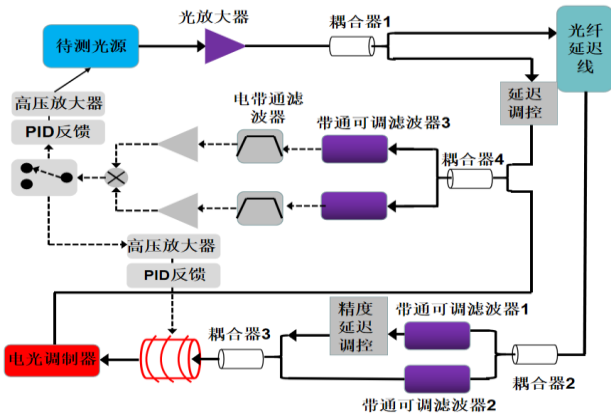 光放大器
耦合器1
待测光源
光纤
延迟
线
高压放大器
PID反馈
电带通滤
波器
带通可调滤波器3
延迟
调控
耦合器4
高压放大器
PID反馈
耦合器3
精度
延迟
调控
带通可调滤波器1
电光调制器
耦合器2
带通可调滤波器2